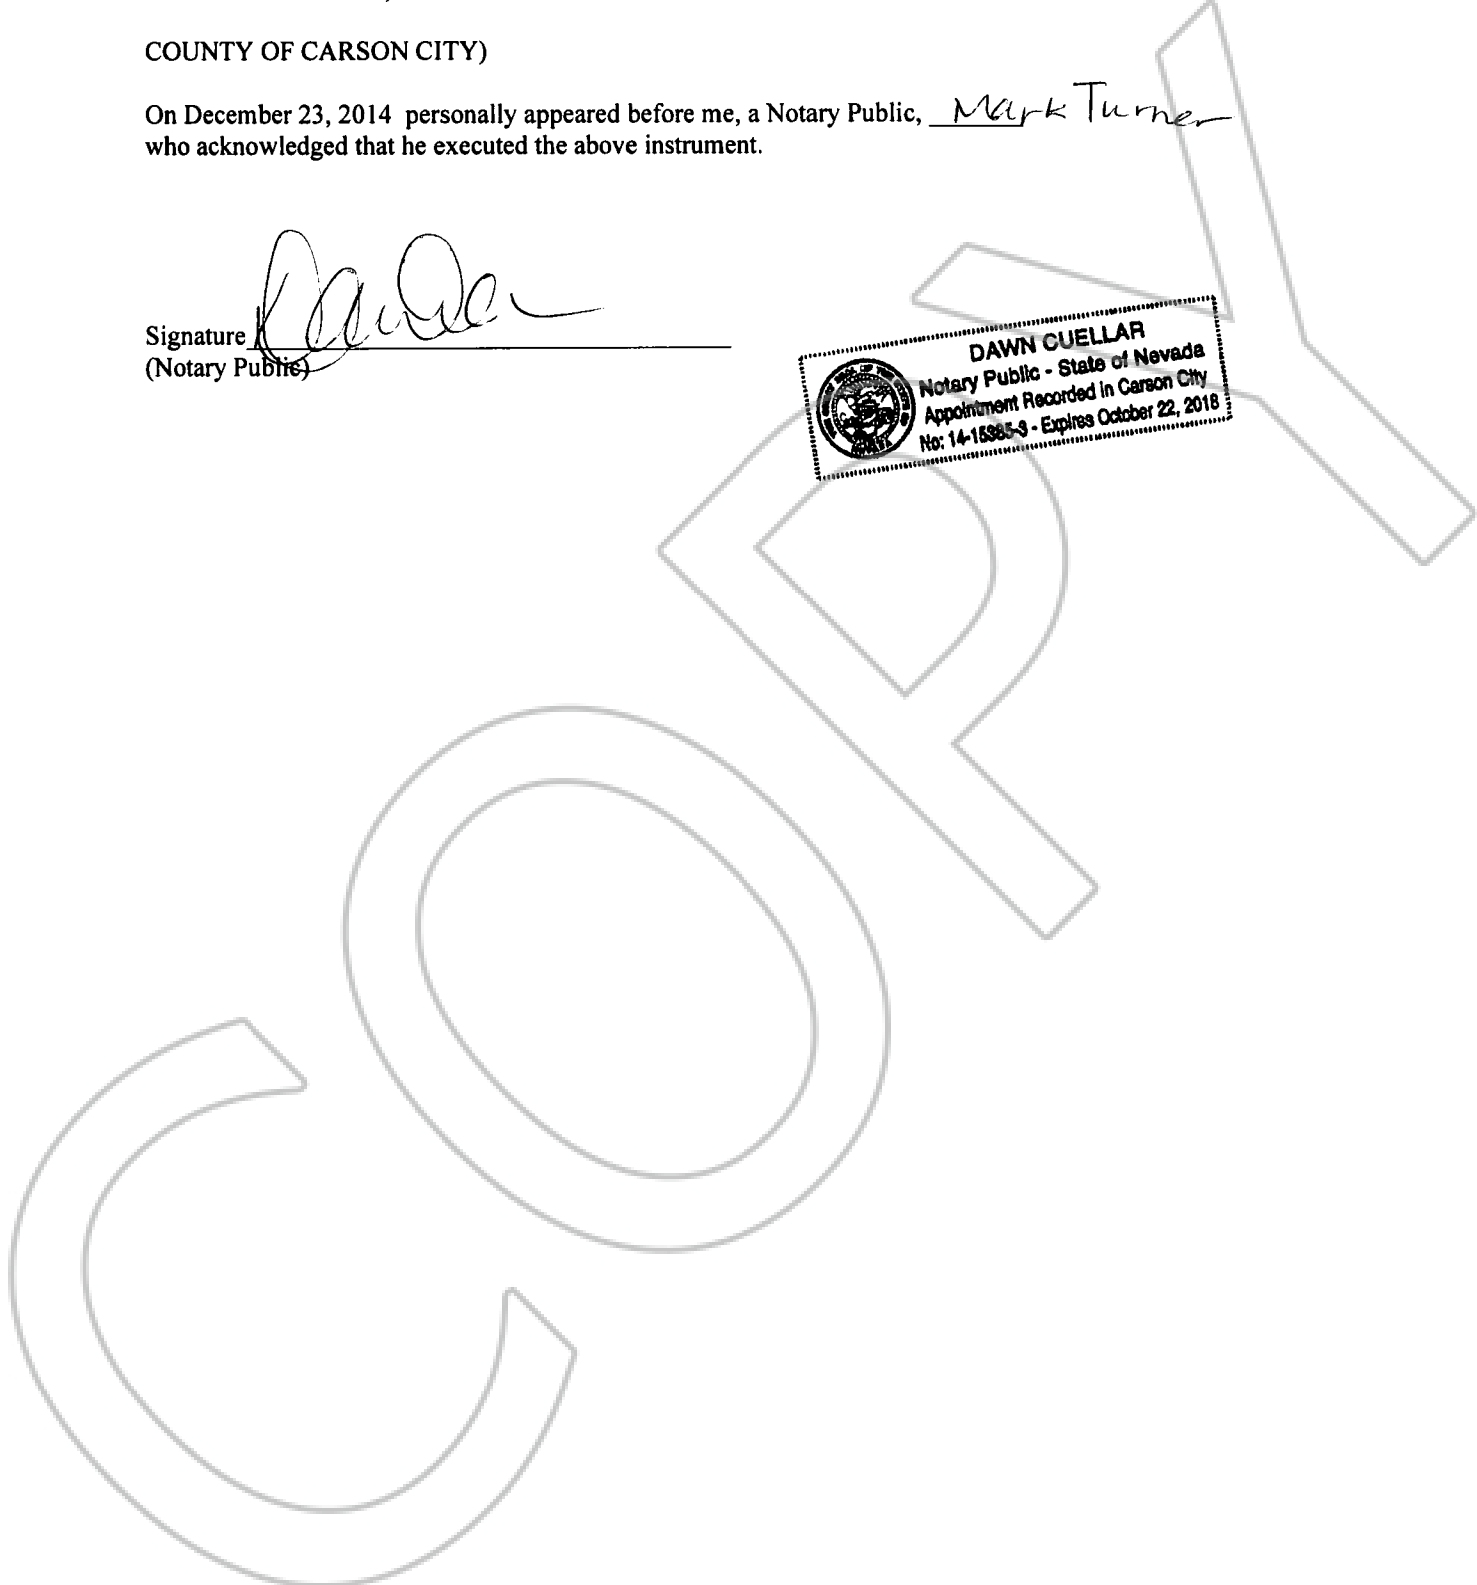 COUNTY OF CARSON CITY)
On December 23, 2014 personally appeared before me, a Notary Public, Mark Turner
who acknowledged that he executed the above instrument.
Signature
(Notary Public)
DAWN CUELLAR
Notary Public - State of Nevada
Appointment Recorded in Carson City
No: 14-15385-3 - Expires October 22, 2018
COPY